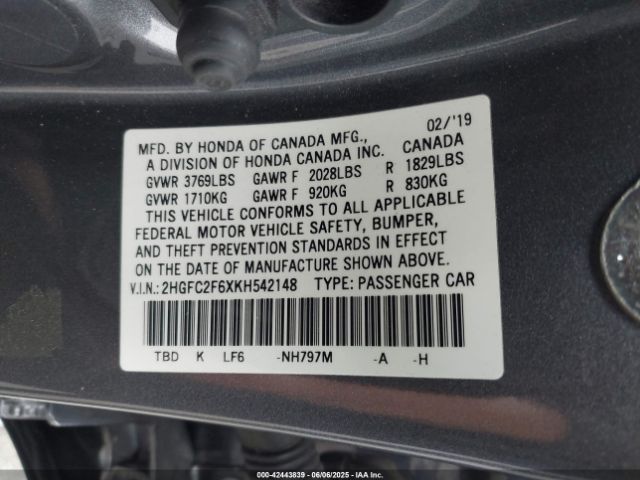 02/'19
MFD. BY HONDA OF CANADA MFG.,
A DIVISION OF HONDA CANADA INC. CANADA
GVWR 3769LBS GAWR F 2028LBS R 1829LBS
GVWR 1710KG GAWR F 920KG R 830KG
THIS VEHICLE CONFORMS TO ALL APPLICABLE
FEDERAL MOTOR VEHICLE SAFETY, BUMPER,
AND THEFT PREVENTION STANDARDS IN EFFECT
ON THE DATE OF MANUFACTURE SHOWN ABOVE.
V.I.N.: 2HGFC2F6XKH542148 TYPE: PASSENGER CAR
TBD K LF6 -NH797M -A -H
000-42443839 06/06/2025 IAA Inc.